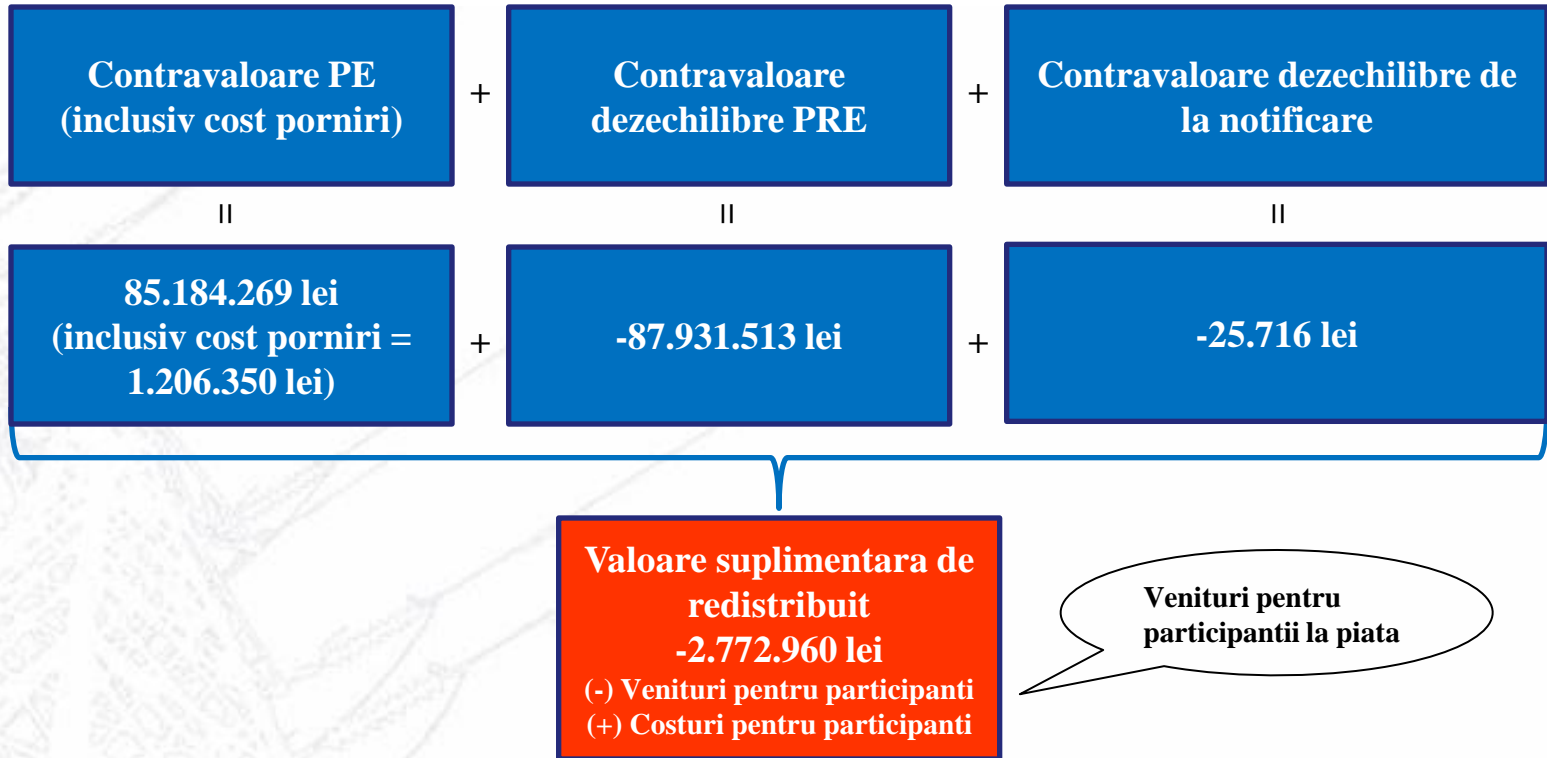 Contravaloare PE
(inclusiv cost porniri)
+
Contravaloare
dezechilibre PRE
+
Contravaloare dezechilibre de
la notificare
=
=
=
85.184.269 lei
(inclusiv cost porniri =
1.206.350 lei)
+
-87.931.513 lei
+
-25.716 lei
Valoare suplimentara de
redistribuit
-2.772.960 lei
(-) Venituri pentru participanti
(+) Costuri pentru participanti
Venituri pentru
participantii la piata